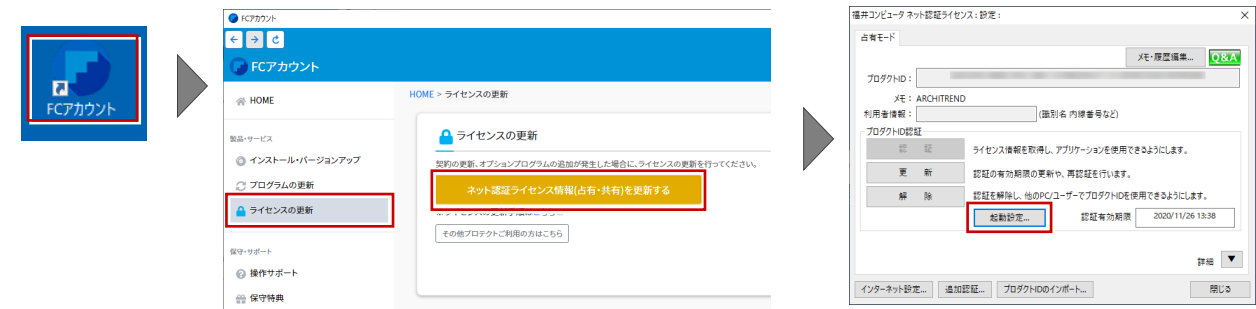 FCアカウント
FCアカウント
FCアカウント
HOME
製品・サービス
インストール・バージョンアップ
プログラムの更新
ライセンスの更新
保守・サポート
操作サポート
保守特典
HOME > ライセンスの更新
ライセンスの更新
契約の更新、オプションプログラムの追加が発生した場合に、ライセンスの更新を行ってください。
ネット認証ライセンス情報(占有・共有)を更新する
その他プロテクトご利用の方はこちら
福井コンピュータ ネット認証ライセンス : 設定 :
占有モード
メモ・履歴編集... Q&A
プロダクトID :
メモ : ARCHITREND
利用者情報 : (識別名 内線番号など)
プロダクトID認証
認 証 ライセンス情報を取得し、アプリケーションを使用できるようにします。
更 新 認証の有効期限の更新や、再認証を行います。
解 除 認証を解除し、他のPC/ユーザーでプロダクトIDを使用できるようにします。
起動設定... 認証有効期限 2020/11/26 13:38
詳細 ▼
インターネット設定... 追加認証... プロダクトIDのインポート... 閉じる